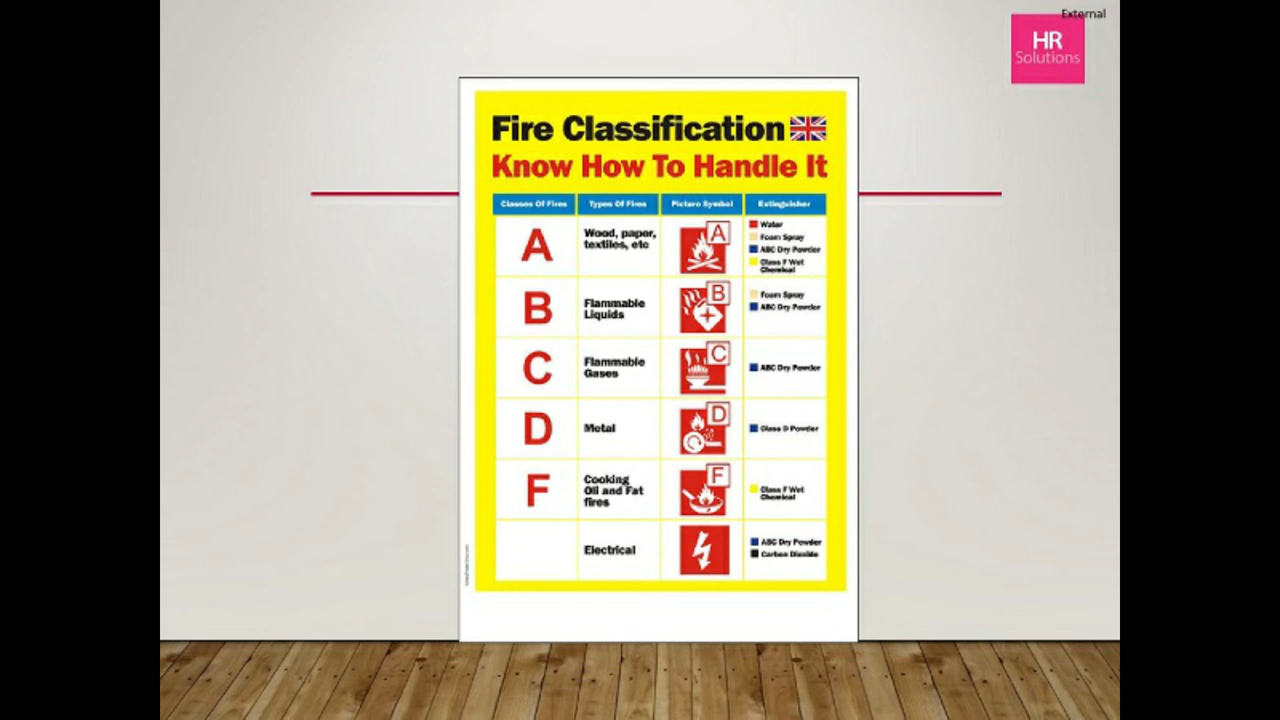 External
HR
Solutions
Fire Classification
Know How To Handle It
Classes Of Fires
Types Of Fires
Picture Symbol
Extinguisher
A
Wood, paper,
textiles, etc
A
Water
Foam Spray
ABC Dry Powder
Class F Wet
Chemical
B
Flammable
Liquids
B
Foam Spray
ABC Dry Powder
C
Flammable
Gases
C
ABC Dry Powder
D
Metal
D
Class D Powder
F
Cooking
Oil and Fat
fires
F
Class F Wet
Chemical
Electrical
ABC Dry Powder
Carbon Dioxide